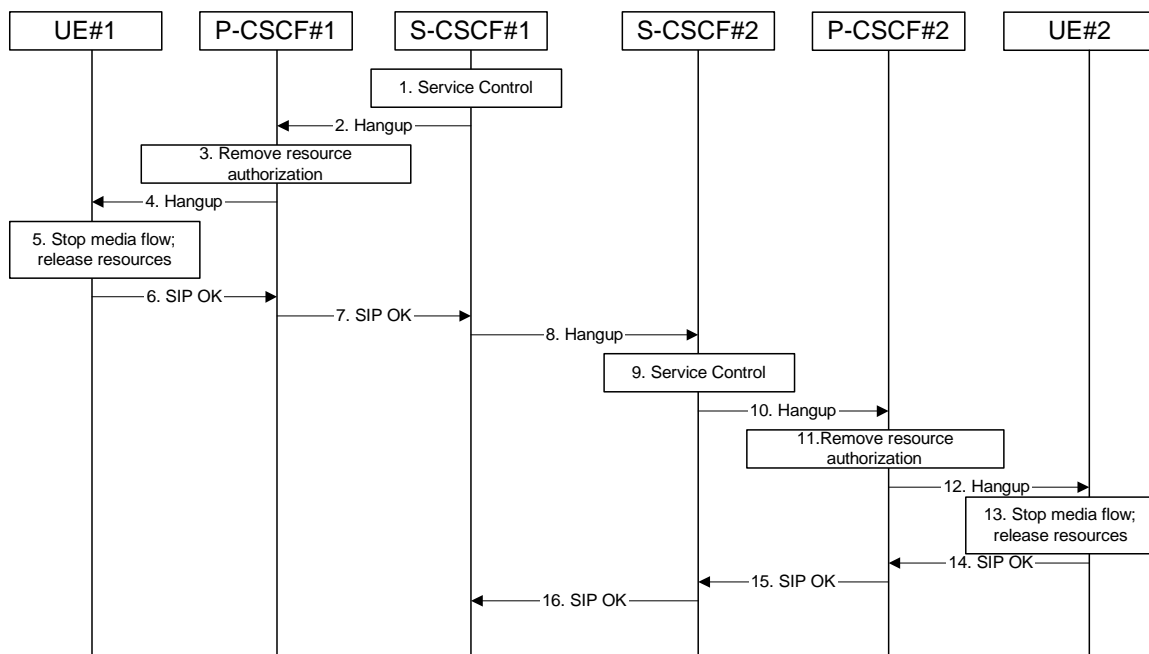 UE#1
P-CSCF#1
S-CSCF#1
S-CSCF#2
P-CSCF#2
UE#2
1. Service Control
2. Hangup
3. Remove resource
authorization
4. Hangup
5. Stop media flow;
release resources
6. SIP OK
7. SIP OK
8. Hangup
9. Service Control
10. Hangup
11.Remove resource
authorization
12. Hangup
13. Stop media flow;
release resources
14. SIP OK
15. SIP OK
16. SIP OK